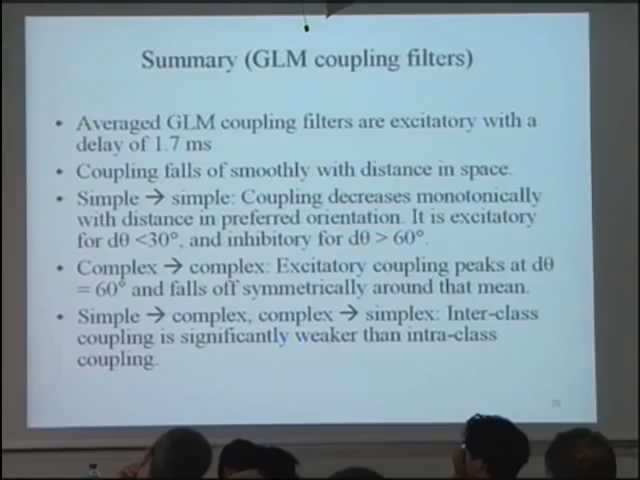 Summary (GLM coupling filters)
• Averaged GLM coupling filters are excitatory with a
delay of 1.7 ms
• Coupling falls of smoothly with distance in space.
• Simple → simple: Coupling decreases monotonically
with distance in preferred orientation. It is excitatory
for dθ <30°, and inhibitory for dθ > 60°.
• Complex → complex: Excitatory coupling peaks at dθ
= 60° and falls off symmetrically around that mean.
• Simple → complex, complex → simplex: Inter-class
coupling is significantly weaker than intra-class
coupling.